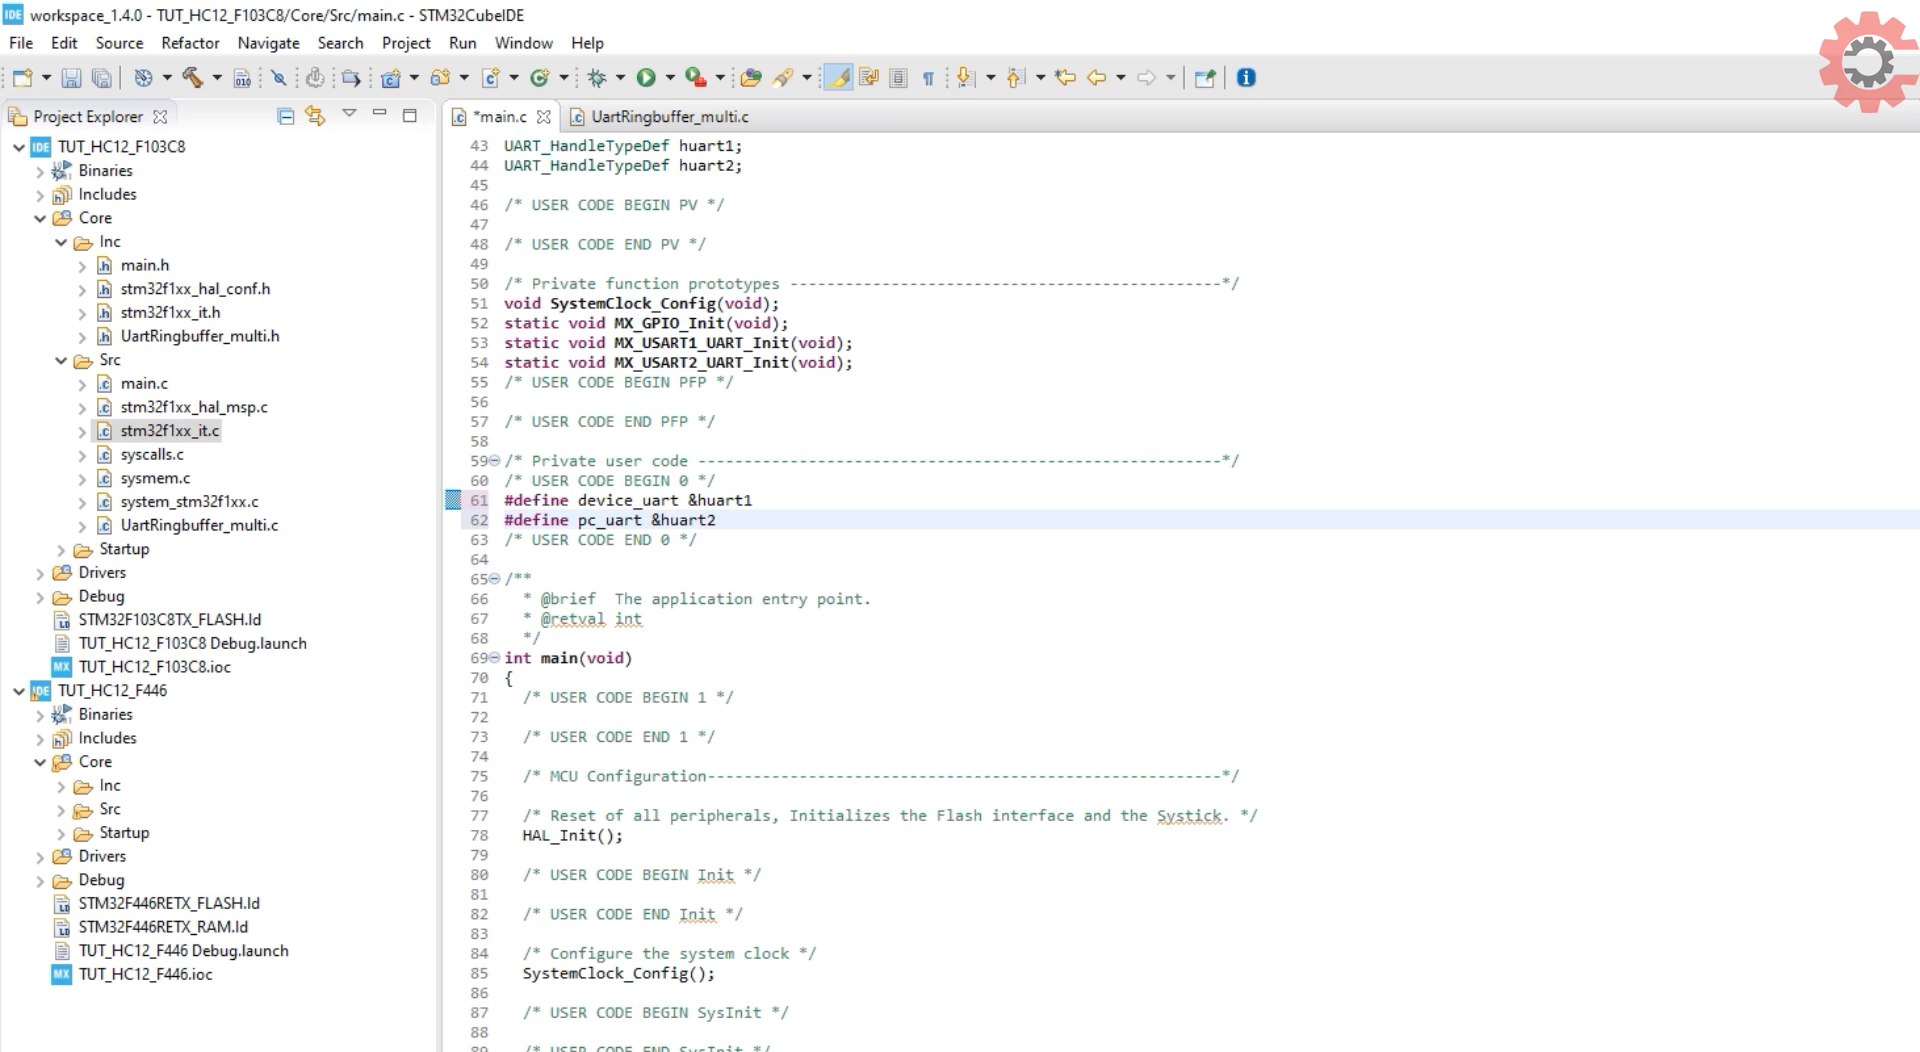 IDE workspace_1.4.0 - TUT_HC12_F103C8/Core/Src/main.c - STM32CubeIDE
File Edit Source Refactor Navigate Search Project Run Window Help
Project Explorer
IDE TUT_HC12_F103C8
Binaries
Includes
Core
Inc
main.h
stm32f1xx_hal_conf.h
stm32f1xx_it.h
UartRingbuffer_multi.h
Src
main.c
stm32f1xx_hal_msp.c
stm32f1xx_it.c
syscalls.c
sysmem.c
system_stm32f1xx.c
UartRingbuffer_multi.c
Startup
Drivers
Debug
STM32F103C8TX_FLASH.ld
TUT_HC12_F103C8 Debug.launch
MX TUT_HC12_F103C8.ioc
IDE TUT_HC12_F446
Binaries
Includes
Core
Inc
Src
Startup
Drivers
Debug
STM32F446RETX_FLASH.ld
STM32F446RETX_RAM.ld
TUT_HC12_F446 Debug.launch
MX TUT_HC12_F446.ioc
*main.c UartRingbuffer_multi.c
43 UART_HandleTypeDef huart1;
44 UART_HandleTypeDef huart2;
45
46 /* USER CODE BEGIN PV */
47
48 /* USER CODE END PV */
49
50 /* Private function prototypes -----------------------------------------------*/
51 void SystemClock_Config(void);
52 static void MX_GPIO_Init(void);
53 static void MX_USART1_UART_Init(void);
54 static void MX_USART2_UART_Init(void);
55 /* USER CODE BEGIN PFP */
56
57 /* USER CODE END PFP */
58
59 /* Private user code ---------------------------------------------------------*/
60 /* USER CODE BEGIN 0 */
61 #define device_uart &huart1
62 #define pc_uart &huart2
63 /* USER CODE END 0 */
64
65 /**
66 * @brief The application entry point.
67 * @retval int
68 */
69 int main(void)
70 {
71 /* USER CODE BEGIN 1 */
72
73 /* USER CODE END 1 */
74
75 /* MCU Configuration--------------------------------------------------------*/
76
77 /* Reset of all peripherals, Initializes the Flash interface and the Systick. */
78 HAL_Init();
79
80 /* USER CODE BEGIN Init */
81
82 /* USER CODE END Init */
83
84 /* Configure the system clock */
85 SystemClock_Config();
86
87 /* USER CODE BEGIN SysInit */
88
89 /* USER CODE END SysInit */